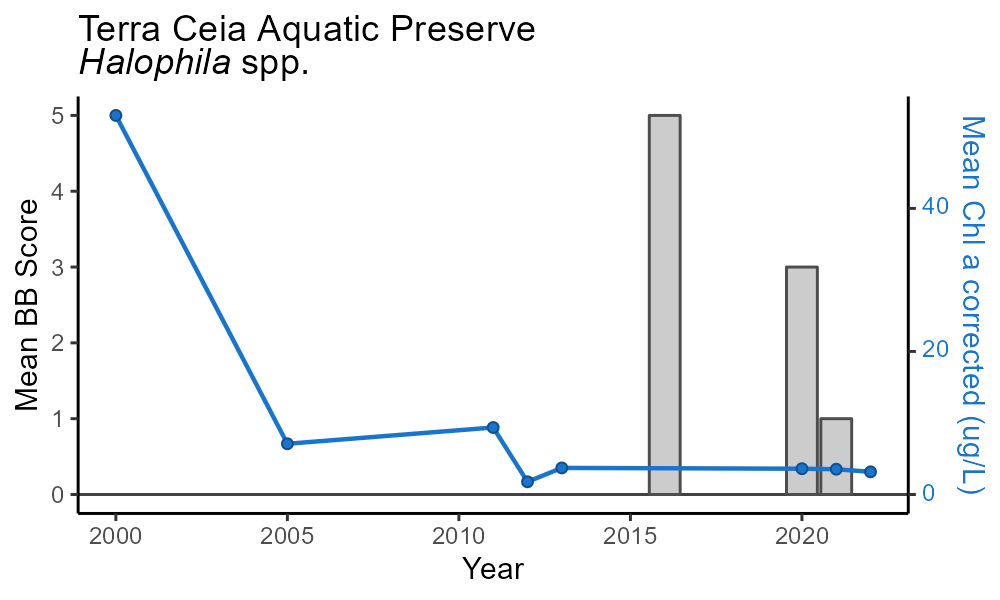 Terra Ceia Aquatic Preserve
Halophila spp.
5
4
3
2
1
0
Mean BB Score
40
20
0
Mean Chl a corrected (ug/L)
2000
2005
2010
2015
2020
Year